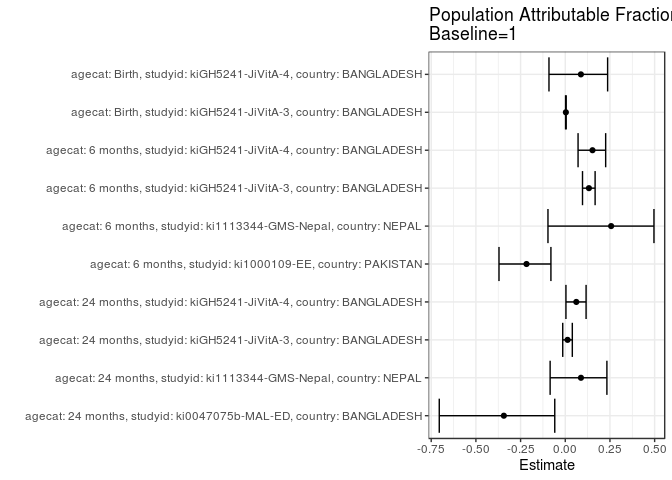 Population Attributable Fraction
Baseline=1
agecat: Birth, studyid: kiGH5241-JiVitA-4, country: BANGLADESH
agecat: Birth, studyid: kiGH5241-JiVitA-3, country: BANGLADESH
agecat: 6 months, studyid: kiGH5241-JiVitA-4, country: BANGLADESH
agecat: 6 months, studyid: kiGH5241-JiVitA-3, country: BANGLADESH
agecat: 6 months, studyid: ki1113344-GMS-Nepal, country: NEPAL
agecat: 6 months, studyid: ki1000109-EE, country: PAKISTAN
agecat: 24 months, studyid: kiGH5241-JiVitA-4, country: BANGLADESH
agecat: 24 months, studyid: kiGH5241-JiVitA-3, country: BANGLADESH
agecat: 24 months, studyid: ki1113344-GMS-Nepal, country: NEPAL
agecat: 24 months, studyid: ki0047075b-MAL-ED, country: BANGLADESH
-0.75 -0.50 -0.25 0.00 0.25 0.50
Estimate